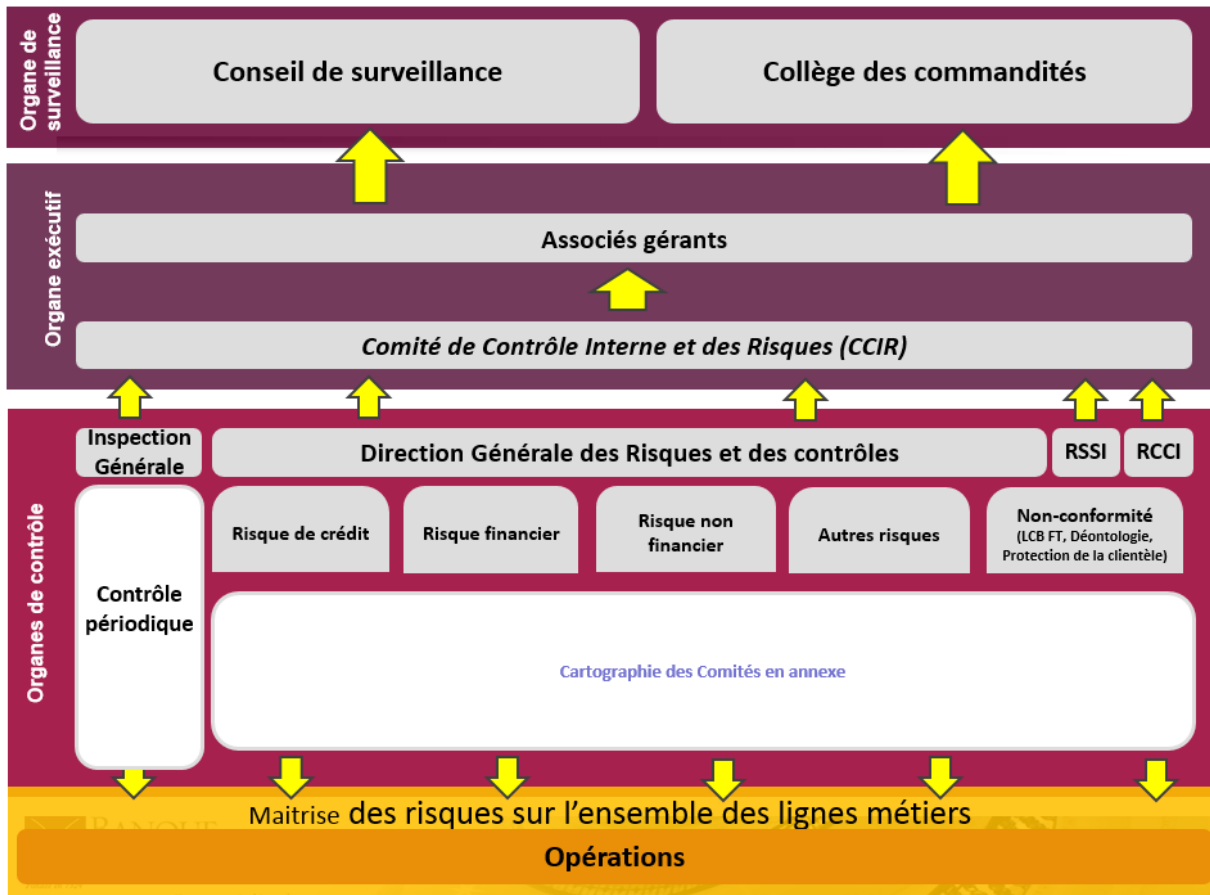 Organe de
surveillance
Conseil de surveillance
Collège des commandités
Organe exécutif
Associés gérants
Comité de Contrôle Interne et des Risques (CCIR)
Organes de contrôle
Inspection
Générale
Direction Générale des Risques et des contrôles
RSSI
RCCI
Contrôle
périodique
Risque de crédit
Risque financier
Risque non
financier
Autres risques
Non-conformité
(LCB FT, Déontologie,
Protection de la clientèle)
Cartographie des Comités en annexe
Maitrise des risques sur l'ensemble des lignes métiers
BANQUE
Opérations